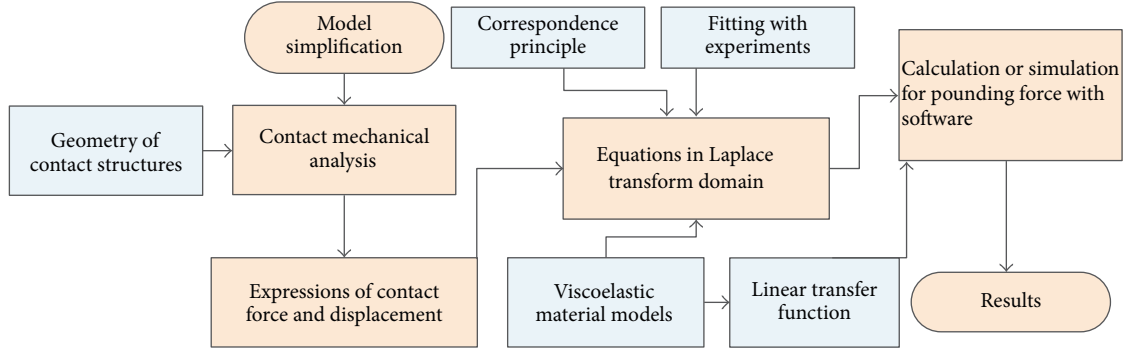 Model
simplification
Correspondence
principle
Fitting with
experiments
Calculation or simulation
for pounding force with
software
Geometry of
contact structures
Contact mechanical
analysis
Equations in Laplace
transform domain
Expressions of contact
force and displacement
Viscoelastic
material models
Linear transfer
function
Results